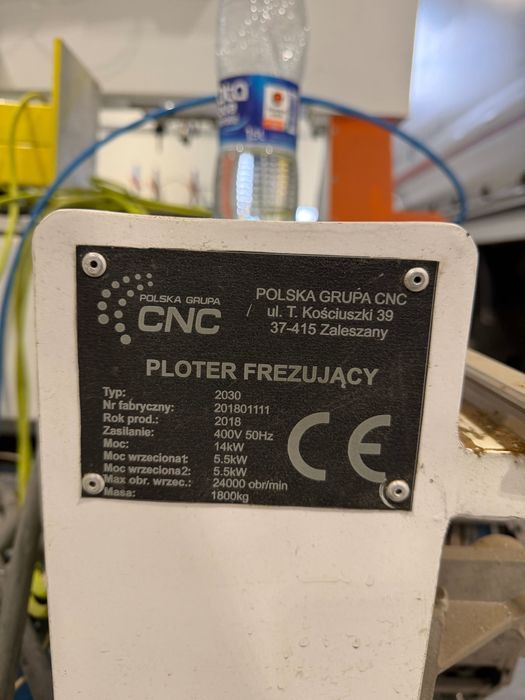 POLSKA GRUPA
CNC
POLSKA GRUPA CNC
/ ul. T. Kościuszki 39
37-415 Zaleszany
PLOTER FREZUJĄCY
Typ: 2030
Nr fabryczny: 201801111
Rok prod.: 2018
Zasilanie: 400V 50Hz
Moc: 14kW
Moc wrzeciona1: 5.5kW
Moc wrzeciona2: 5.5kW
Max obr. wrzec.: 24000 obr/min
Masa: 1800kg
CE